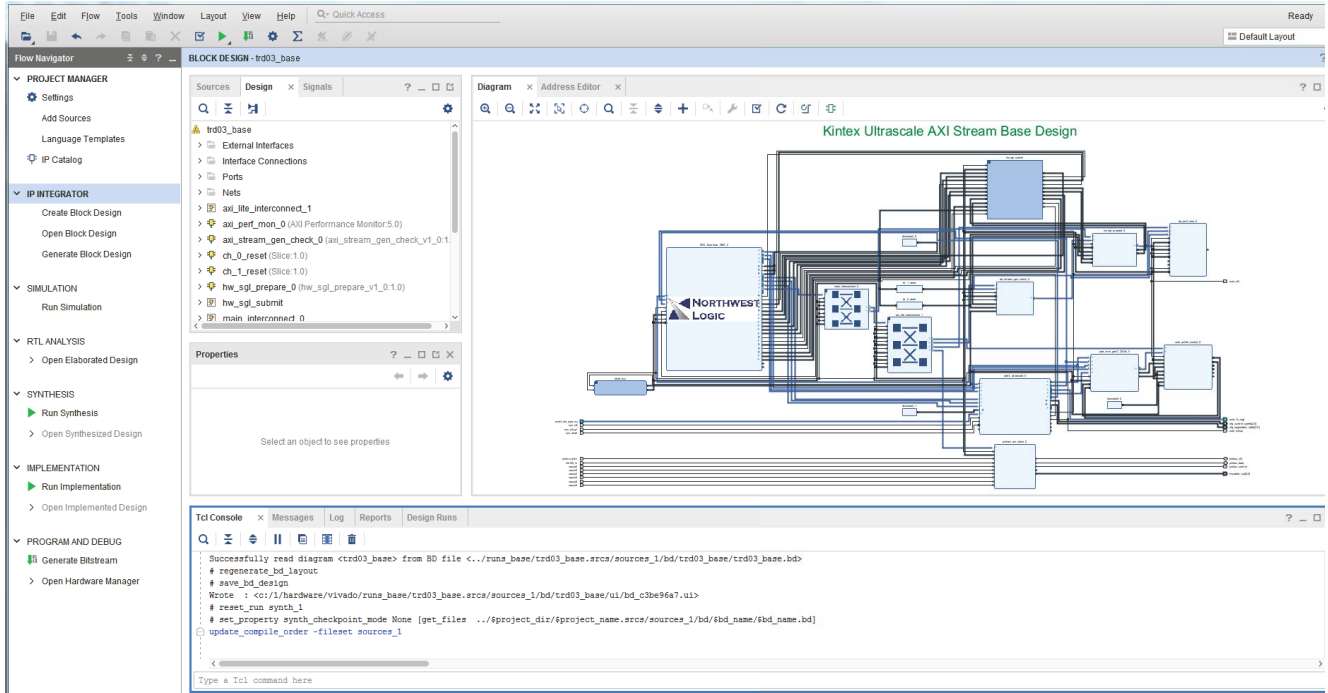 File Edit Flow Tools Window Layout View Help Quick Access
Ready
Default Layout
Flow Navigator
PROJECT MANAGER
Settings
Add Sources
Language Templates
IP Catalog
IP INTEGRATOR
Create Block Design
Open Block Design
Generate Block Design
SIMULATION
Run Simulation
RTL ANALYSIS
Open Elaborated Design
SYNTHESIS
Run Synthesis
Open Synthesized Design
IMPLEMENTATION
Run Implementation
Open Implemented Design
PROGRAM AND DEBUG
Generate Bitstream
Open Hardware Manager
BLOCK DESIGN - trd03_base
Sources Design Signals
trd03_base
External Interfaces
Interface Connections
Ports
Nets
axi_lite_interconnect_1
axi_perf_mon_0 (AXI Performance Monitor:5.0)
axi_stream_gen_check_0 (axi_stream_gen_check_v1_0:1.
ch_0_reset (Slice:1.0)
ch_1_reset (Slice:1.0)
hw_sgl_prepare_0 (hw_sgl_prepare_v1_0:1.0)
hw_sgl_submit
main_interconnect_0
Properties
Select an object to see properties
Diagram Address Editor
Kintex Ultrascale AXI Stream Base Design
NORTHWEST
LOGIC
Tcl Console Messages Log Reports Design Runs
Successfully read diagram <trd03_base> from BD file <../runs_base/trd03_base.srcs/sources_1/bd/trd03_base/trd03_base.bd>
# regenerate_bd_layout
# save_bd_design
Wrote : <c:/1/hardware/vivado/runs_base/trd03_base.srcs/sources_1/bd/trd03_base/ui/bd_c3be96a7.ui>
# reset_run synth_1
# set_property synth_checkpoint_mode None [get_files ../$project_dir/$project_name.srcs/sources_1/bd/$bd_name/$bd_name.bd]
update_compile_order -fileset sources_1
Type a Tcl command here